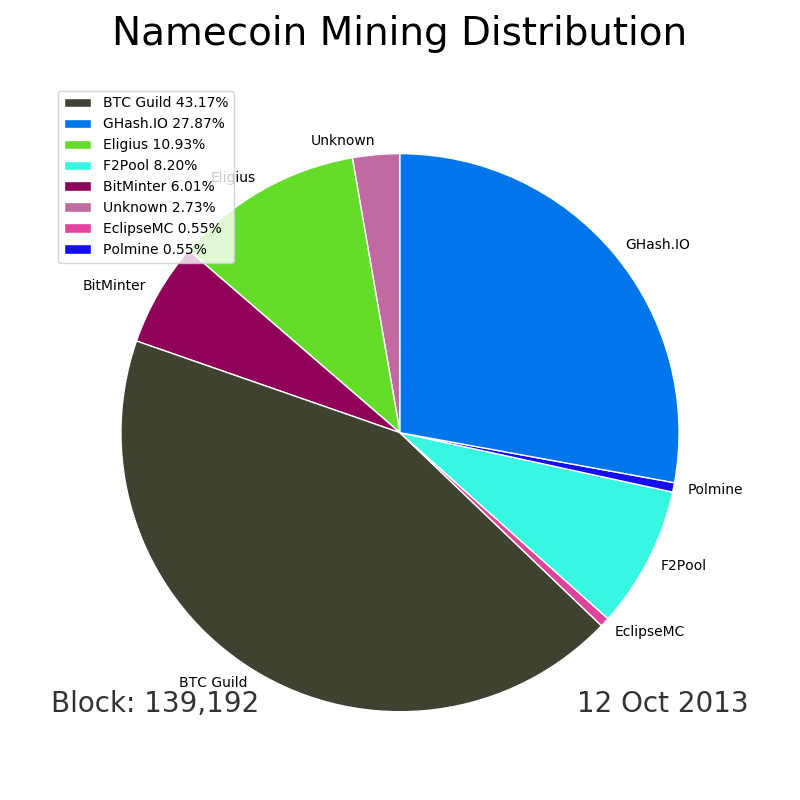 Namecoin Mining Distribution
BTC Guild 43.17%
GHash.IO 27.87%
Eligius 10.93%
F2Pool 8.20%
BitMinter 6.01%
Unknown 2.73%
EclipseMC 0.55%
Polmine 0.55%
Unknown
Eligius
GHash.IO
BitMinter
Polmine
F2Pool
EclipseMC
BTC Guild
Block: 139,192
12 Oct 2013